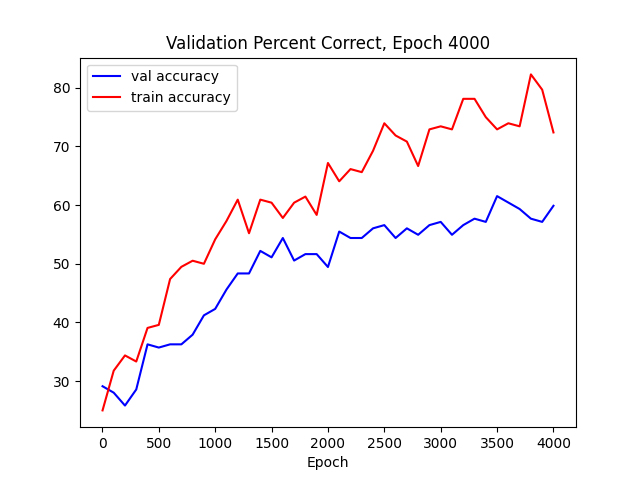 Validation Percent Correct, Epoch 4000
val accuracy
train accuracy
80
70
60
50
40
30
0 500 1000 1500 2000 2500 3000 3500 4000
Epoch